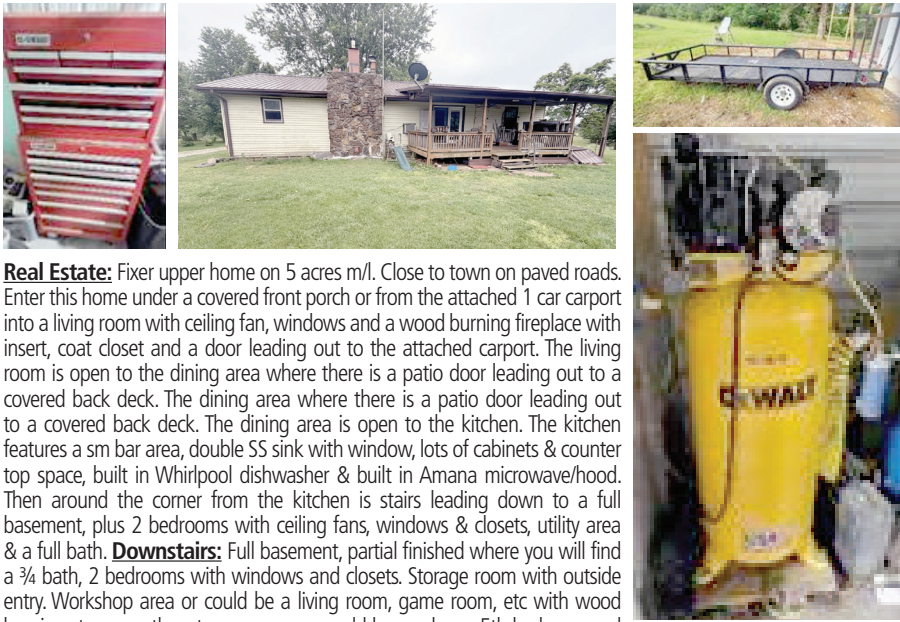 Real Estate: Fixer upper home on 5 acres m/l. Close to town on paved roads.
Enter this home under a covered front porch or from the attached 1 car carport
into a living room with ceiling fan, windows and a wood burning fireplace with
insert, coat closet and a door leading out to the attached carport. The living
room is open to the dining area where there is a patio door leading out to a
covered back deck. The dining area where there is a patio door leading out
to a covered back deck. The dining area is open to the kitchen. The kitchen
features a sm bar area, double SS sink with window, lots of cabinets & counter
top space, built in Whirlpool dishwasher & built in Amana microwave/hood.
Then around the corner from the kitchen is stairs leading down to a full
basement, plus 2 bedrooms with ceiling fans, windows & closets, utility area
& a full bath. Downstairs: Full basement, partial finished where you will find
a ¾ bath, 2 bedrooms with windows and closets. Storage room with outside
entry. Workshop area or could be a living room, game room, etc with wood
DEWALT